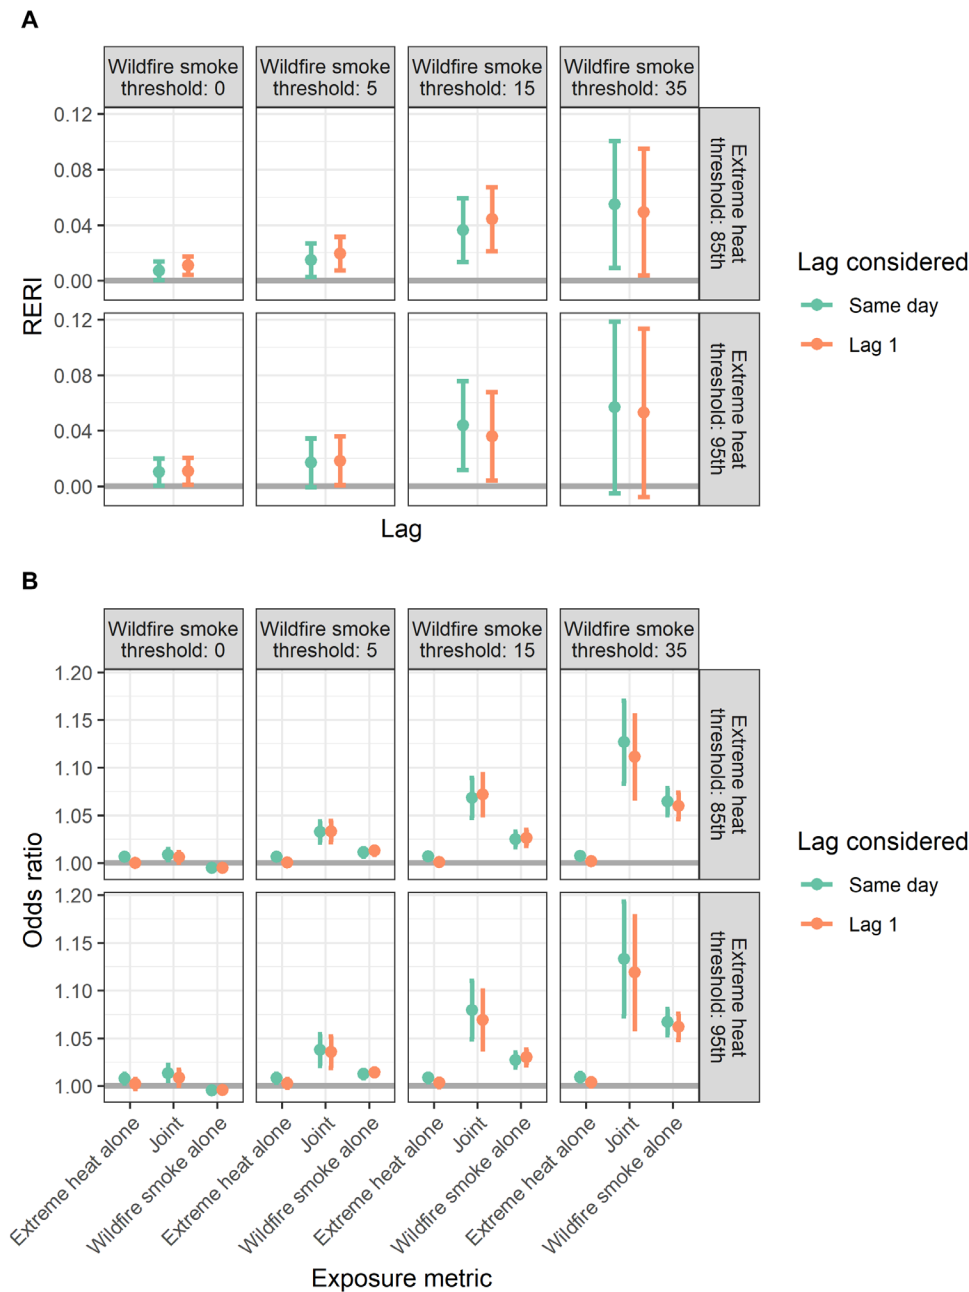 A
Wildfire smoke
threshold: 0
Wildfire smoke
threshold: 5
Wildfire smoke
threshold: 15
Wildfire smoke
threshold: 35
0.12
0.08
0.04
0.00
Extreme heat
threshold: 85th
0.12
0.08
0.04
0.00
Extreme heat
threshold: 95th
RERI
Lag
Lag considered
Same day
Lag 1
B
Wildfire smoke
threshold: 0
Wildfire smoke
threshold: 5
Wildfire smoke
threshold: 15
Wildfire smoke
threshold: 35
1.20
1.15
1.10
1.05
1.00
Extreme heat
threshold: 85th
1.20
1.15
1.10
1.05
1.00
Extreme heat
threshold: 95th
Odds ratio
Extreme heat alone
Joint
Wildfire smoke alone
Extreme heat alone
Joint
Wildfire smoke alone
Extreme heat alone
Joint
Wildfire smoke alone
Extreme heat alone
Joint
Wildfire smoke alone
Exposure metric
Lag considered
Same day
Lag 1